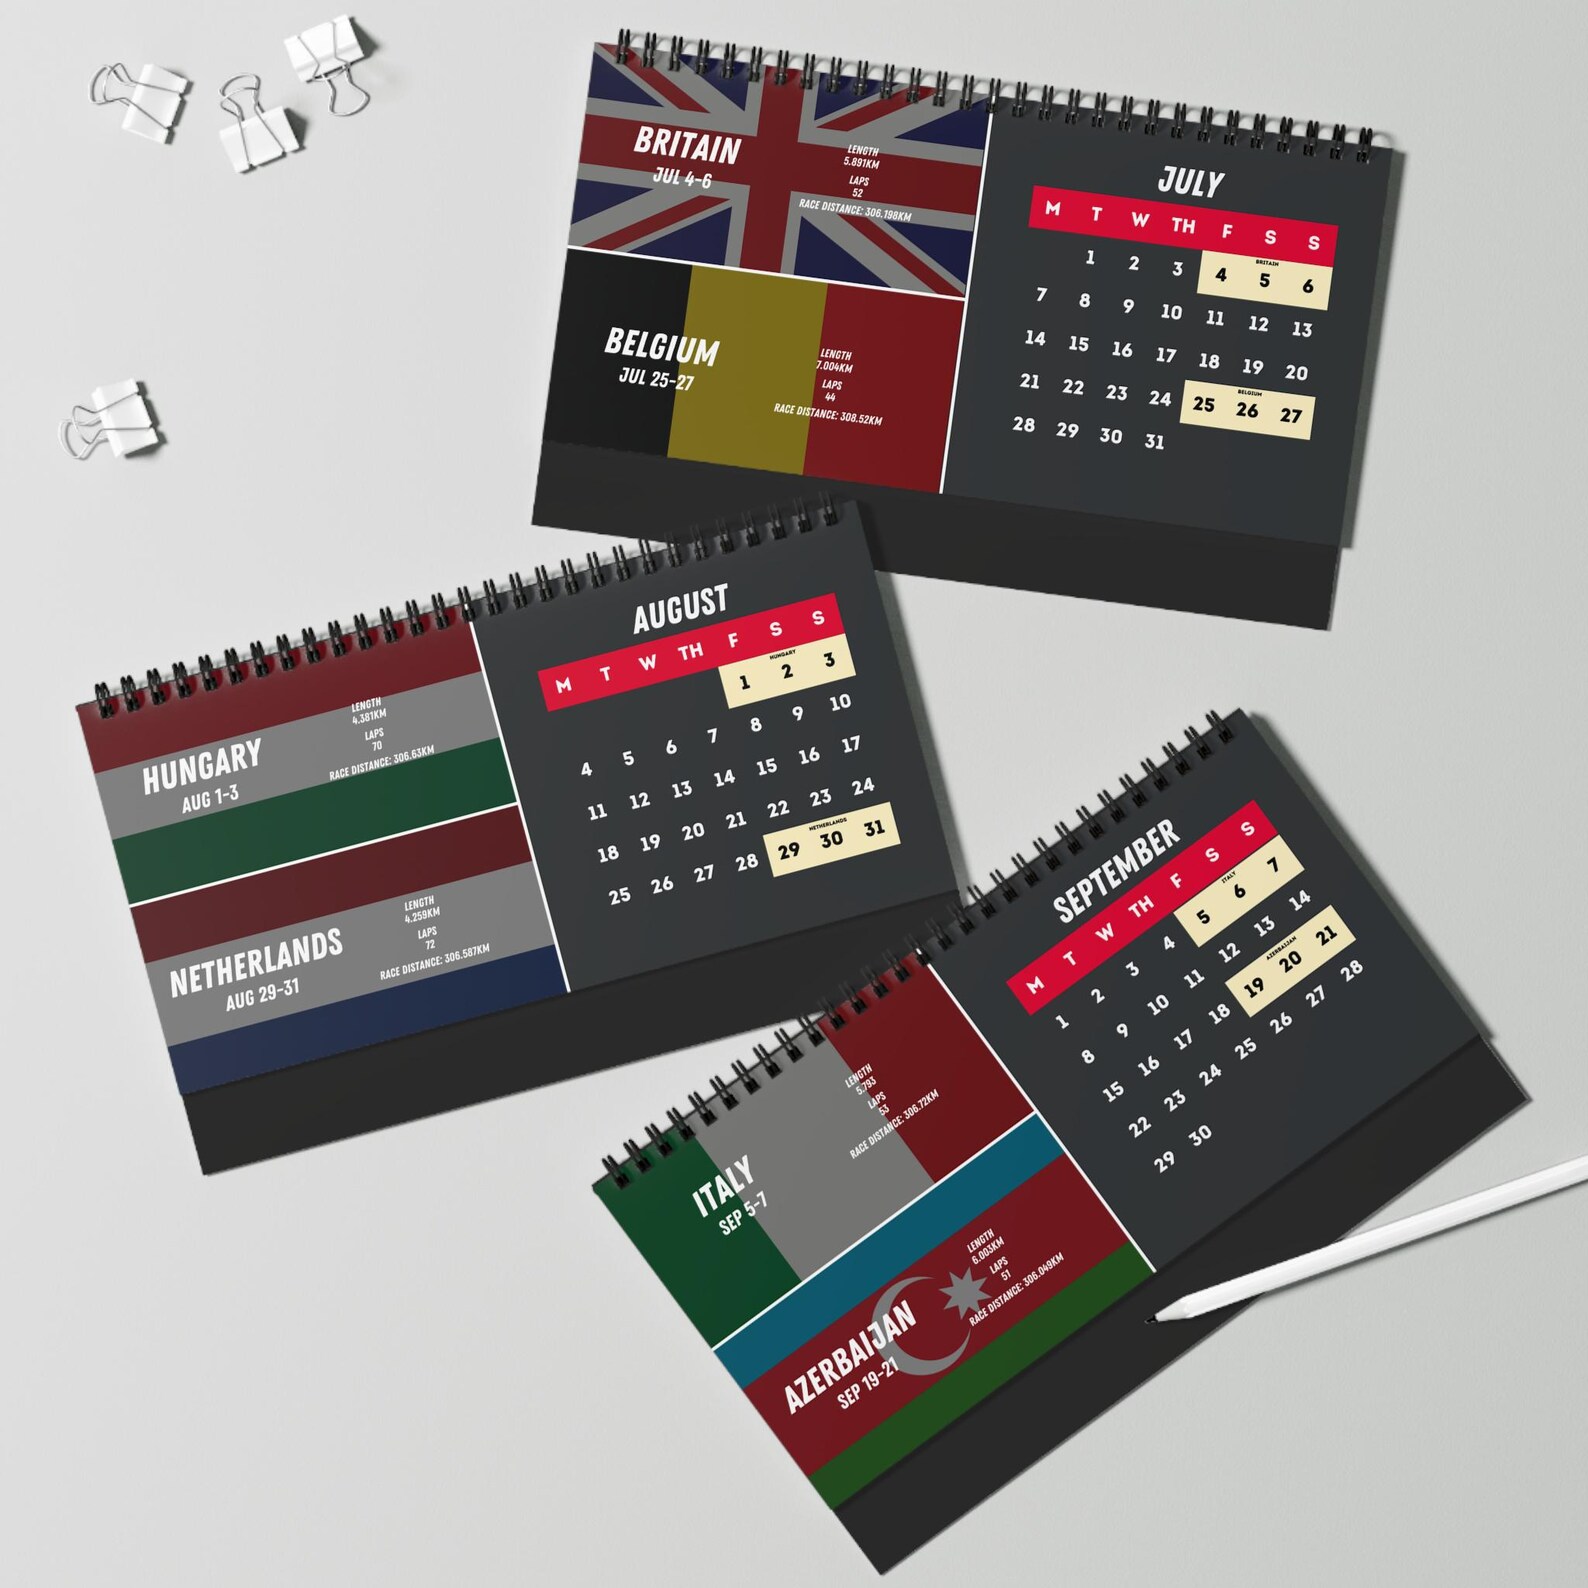 BRITAIN
JUL 4-6
LENGTH
5.891KM
LAPS
52
RACE DISTANCE: 306.198KM
BELGIUM
JUL 25-27
LENGTH
7.004KM
LAPS
44
RACE DISTANCE: 308.52KM
JULY
M T W TH F S S
BRITAIN
1 2 3 4 5 6
7 8 9 10 11 12 13
14 15 16 17 18 19 20
BELGIUM
21 22 23 24 25 26 27
28 29 30 31
HUNGARY
AUG 1-3
LENGTH
4.381KM
LAPS
70
RACE DISTANCE: 306.63KM
NETHERLANDS
AUG 29-31
LENGTH
4.259KM
LAPS
72
RACE DISTANCE: 306.587KM
AUGUST
M T W TH F S S
HUNGARY
1 2 3
4 5 6 7 8 9 10
11 12 13 14 15 16 17
18 19 20 21 22 23 24
NETHERLANDS
25 26 27 28 29 30 31
ITALY
SEP 5-7
LENGTH
5.793
LAPS
53
RACE DISTANCE: 306.72KM
AZERBAIJAN
SEP 19-21
LENGTH
6.003KM
LAPS
51
RACE DISTANCE: 306.049KM
SEPTEMBER
M T W TH F S S
ITALY
1 2 3 4 5 6 7
8 9 10 11 12 13 14
AZERBAIJAN
15 16 17 18 19 20 21
22 23 24 25 26 27 28
29 30